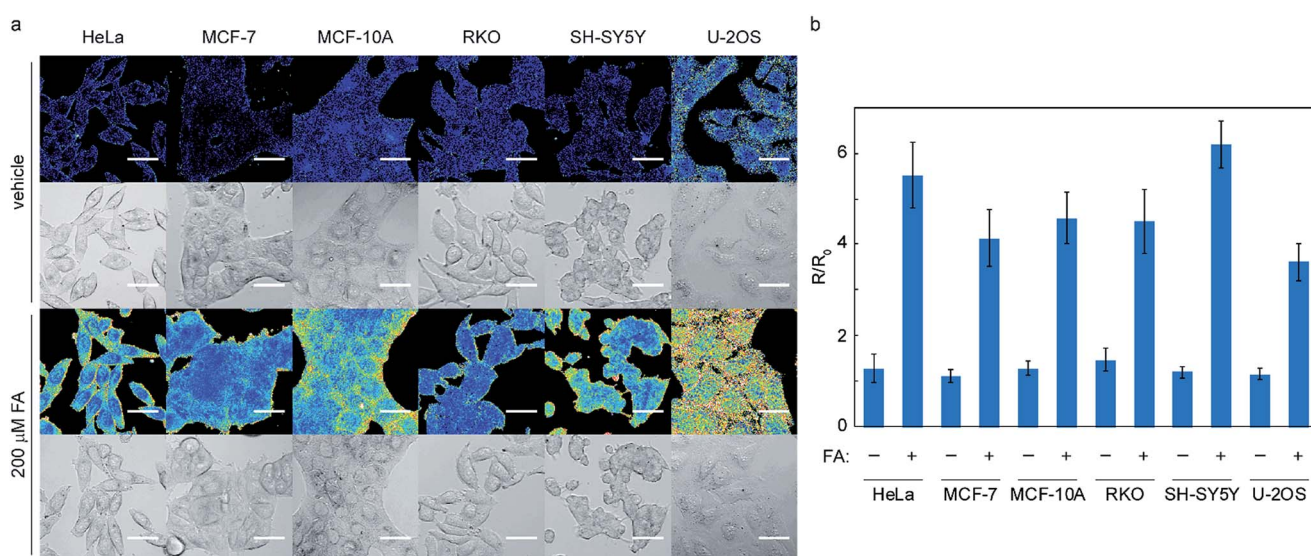 a
HeLa MCF-7 MCF-10A RKO SH-SY5Y U-2OS
vehicle
200 μM FA
b
R/R0
6
4
2
0
FA: – + – + – + – + – + – +
HeLa MCF-7 MCF-10A RKO SH-SY5Y U-2OS